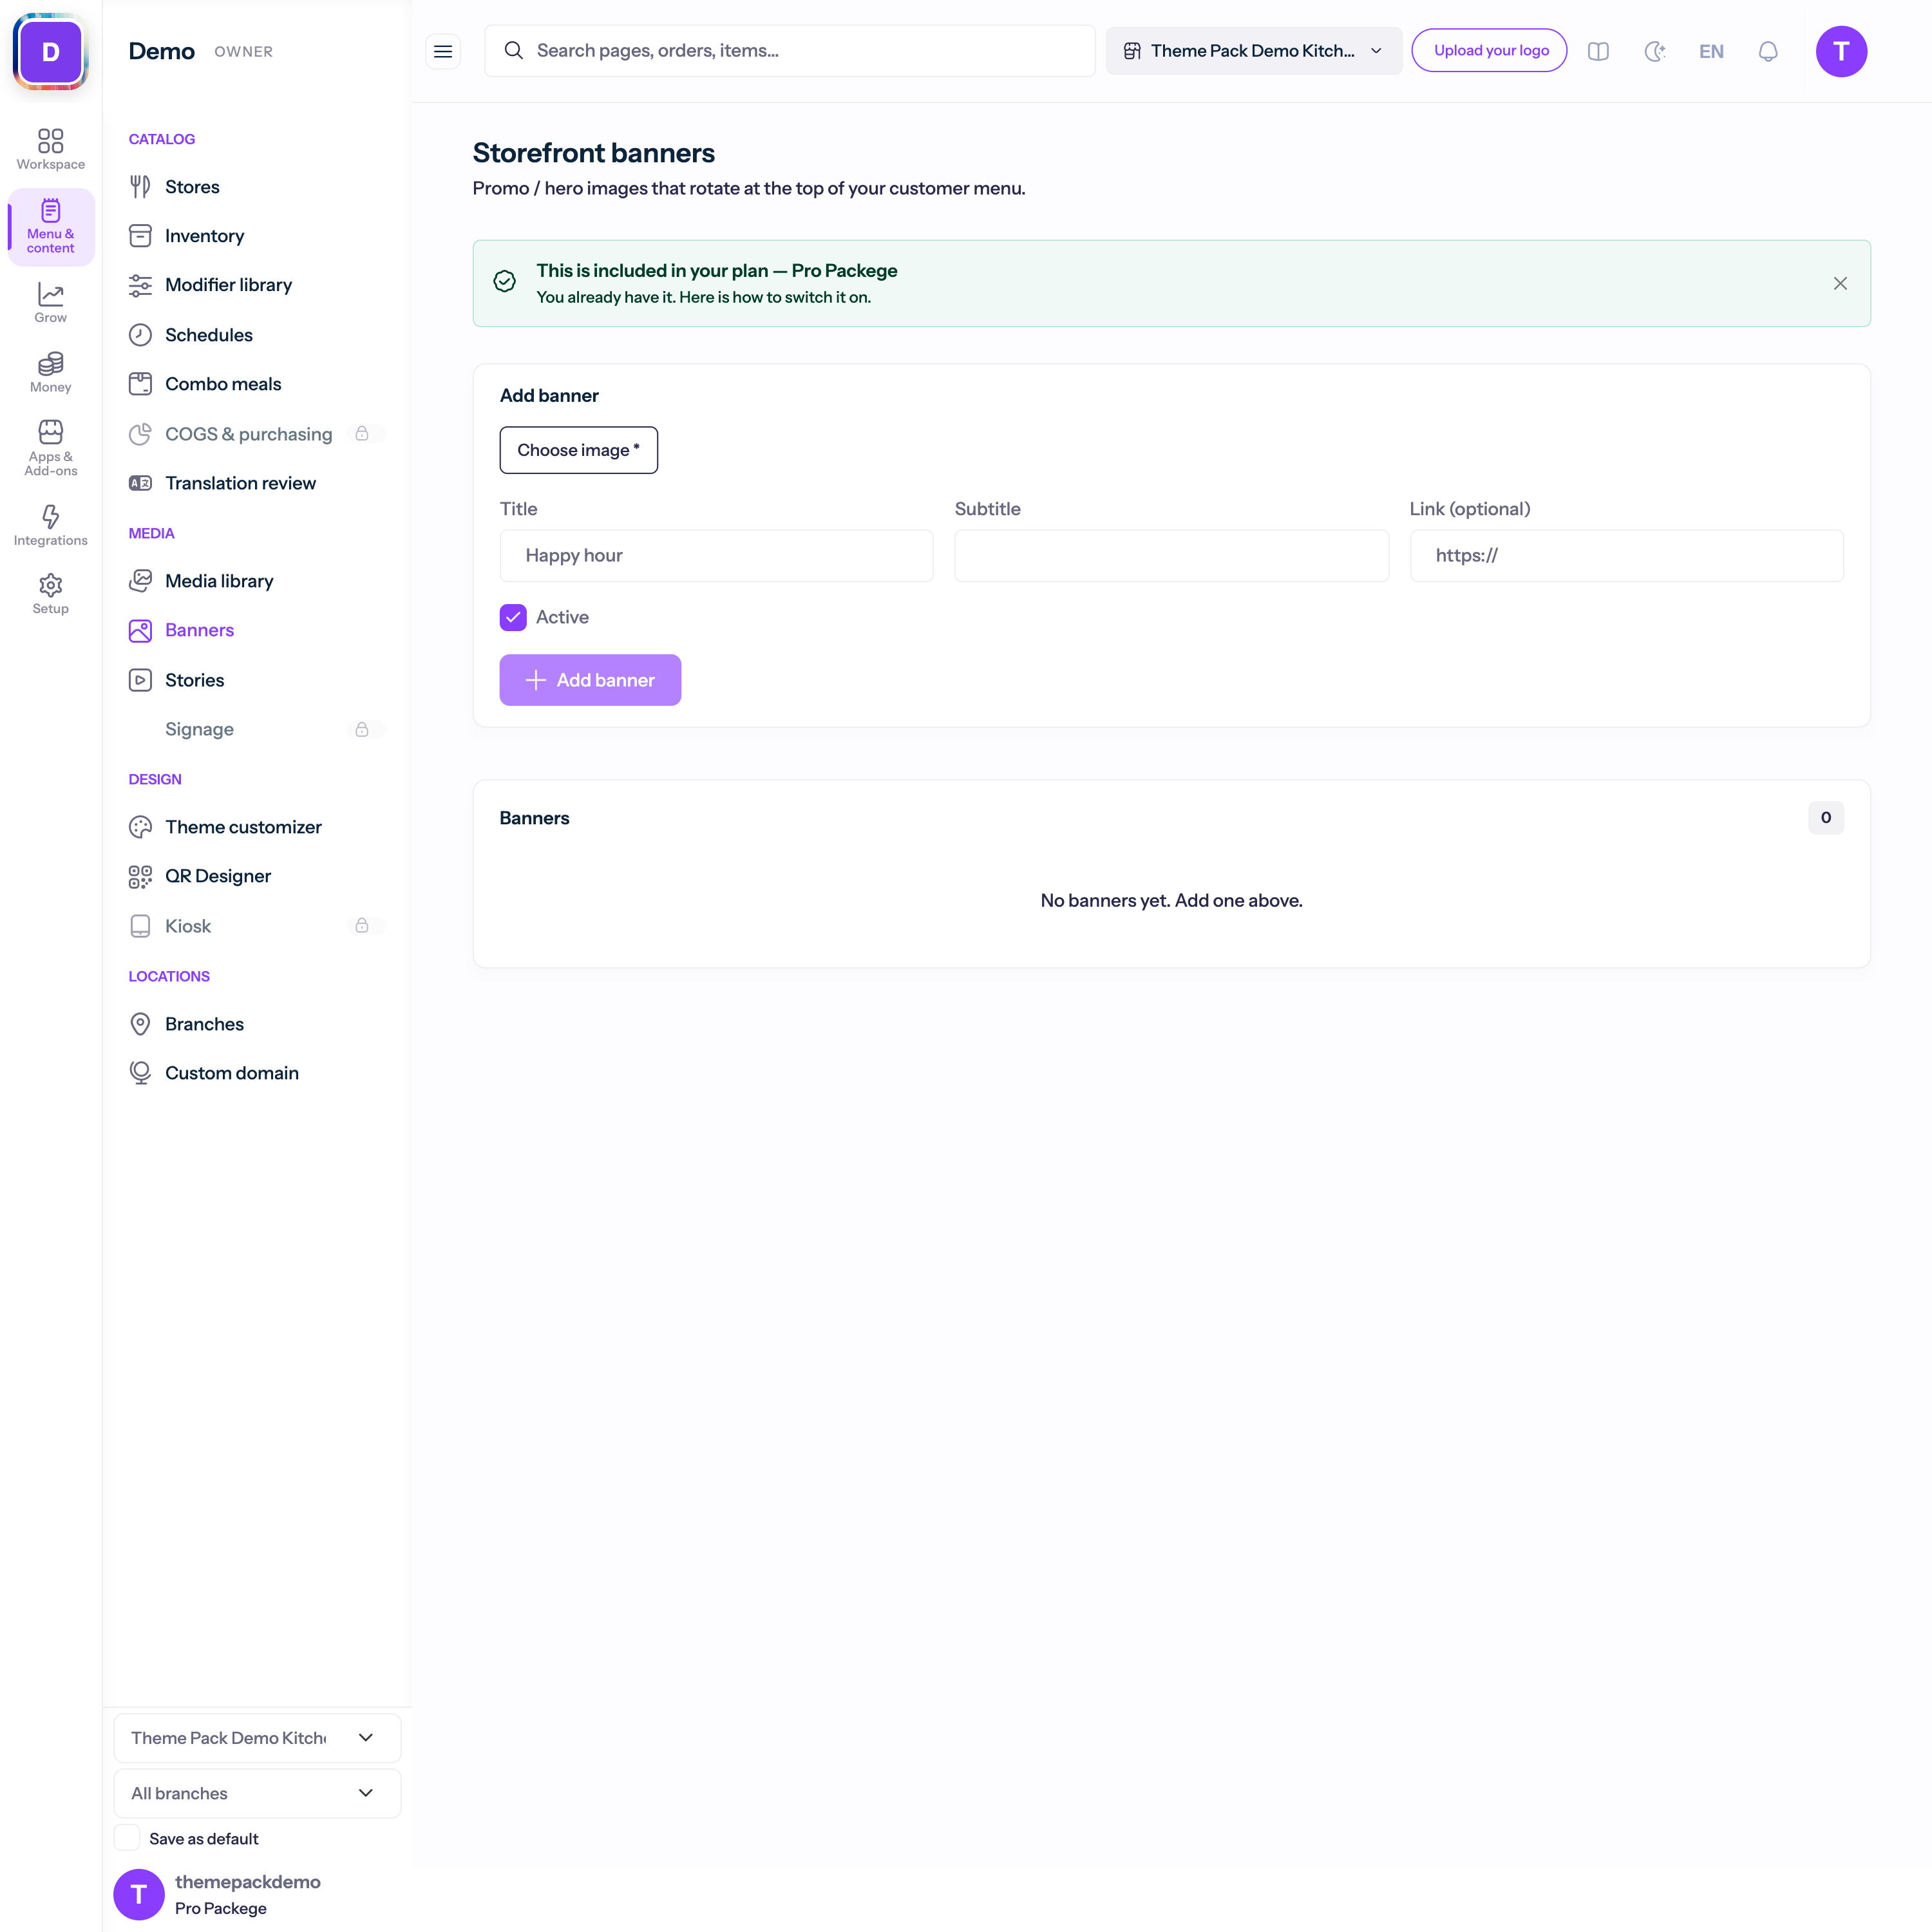 D
Demo OWNER
Search pages, orders, items...
Theme Pack Demo Kitch...
Upload your logo
EN
T
Workspace
Menu &
content
Grow
Money
Apps &
Add-ons
Integrations
Setup
CATALOG
Stores
Inventory
Modifier library
Schedules
Combo meals
COGS & purchasing
Translation review
MEDIA
Media library
Banners
Stories
Signage
DESIGN
Theme customizer
QR Designer
Kiosk
LOCATIONS
Branches
Custom domain
Theme Pack Demo Kitche
All branches
Save as default
T
themepackdemo
Pro Packege
Storefront banners
Promo / hero images that rotate at the top of your customer menu.
This is included in your plan — Pro Packege
You already have it. Here is how to switch it on.
Add banner
Choose image *
Title Subtitle Link (optional)
Happy hour https://
Active
Add banner
Banners 0
No banners yet. Add one above.